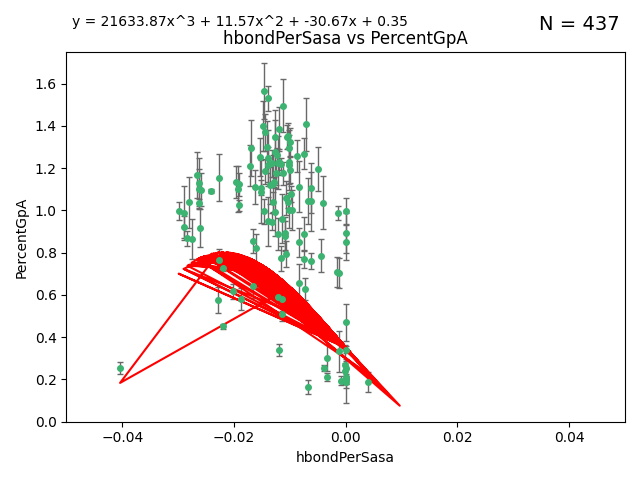 y = 21633.87x^3 + 11.57x^2 + -30.67x + 0.35
N = 437
hbondPerSasa vs PercentGpA
PercentGpA
1.6
1.4
1.2
1.0
0.8
0.6
0.4
0.2
0.0
−0.04
−0.02
0.00
0.02
0.04
hbondPerSasa